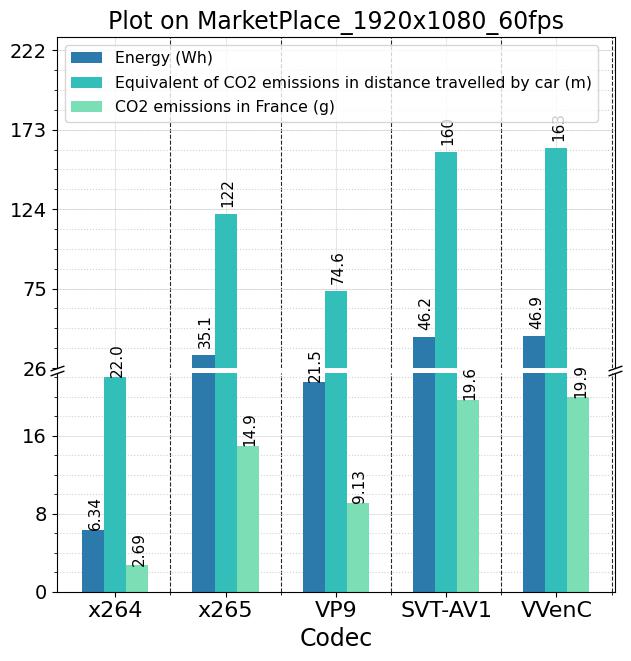 Plot on MarketPlace_1920x1080_60fps
Energy (Wh)
Equivalent of CO2 emissions in distance travelled by car (m)
CO2 emissions in France (g)
222
173
124
75
26
16
8
0
6.34
22.0
2.69
35.1
122
14.9
21.5
74.6
9.13
46.2
160
19.6
46.9
163
19.9
x264
x265
VP9
SVT-AV1
VVenC
Codec